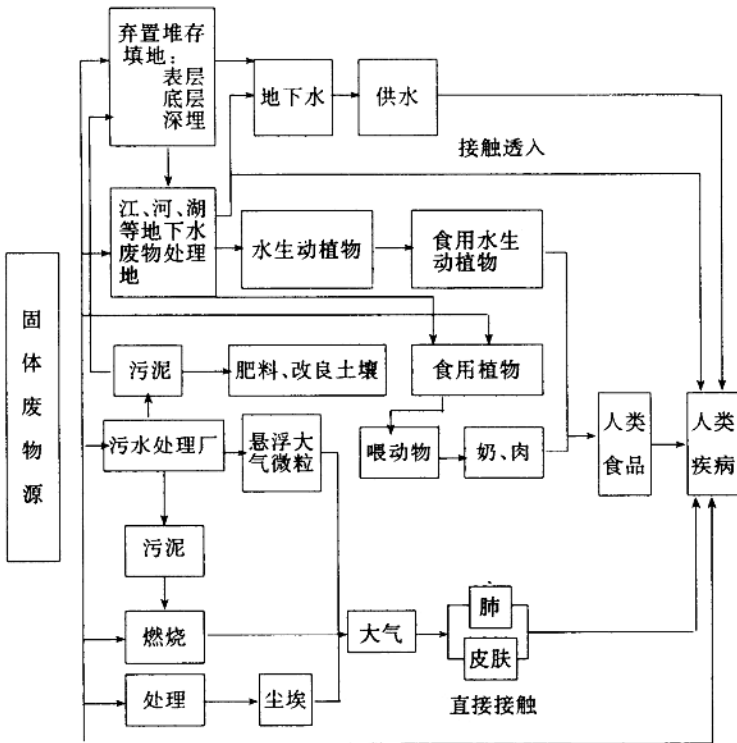 弃置堆存
填地：
表层
底层
深埋
地下水
供水
接触透入
江、河、湖
等地下水
废物处理
地
水生动植物
食用水生
动植物
固
体
废
物
源
污泥
肥料、改良土壤
食用植物
污水处理厂
悬浮大
气微粒
喂动物
奶、肉
人类
食品
人类
疾病
污泥
燃烧
大气
肺
皮肤
处理
尘埃
直接接触